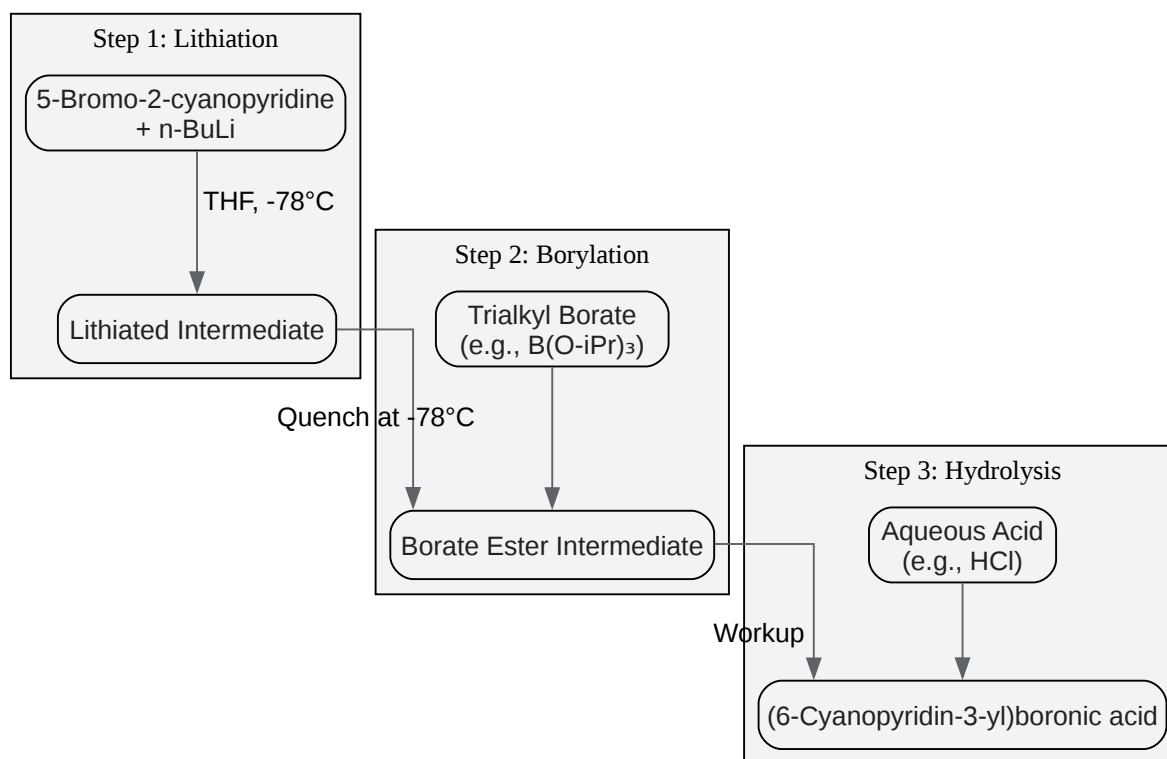 Step 1: Lithiation
5-Bromo-2-cyanopyridine
+ n-BuLi
THF, -78°C
Lithiated Intermediate
Step 2: Borylation
Trialkyl Borate
(e.g., B(O-iPr)₃)
Quench at -78°C
Borate Ester Intermediate
Step 3: Hydrolysis
Aqueous Acid
(e.g., HCl)
Workup
(6-Cyanopyridin-3-yl)boronic acid